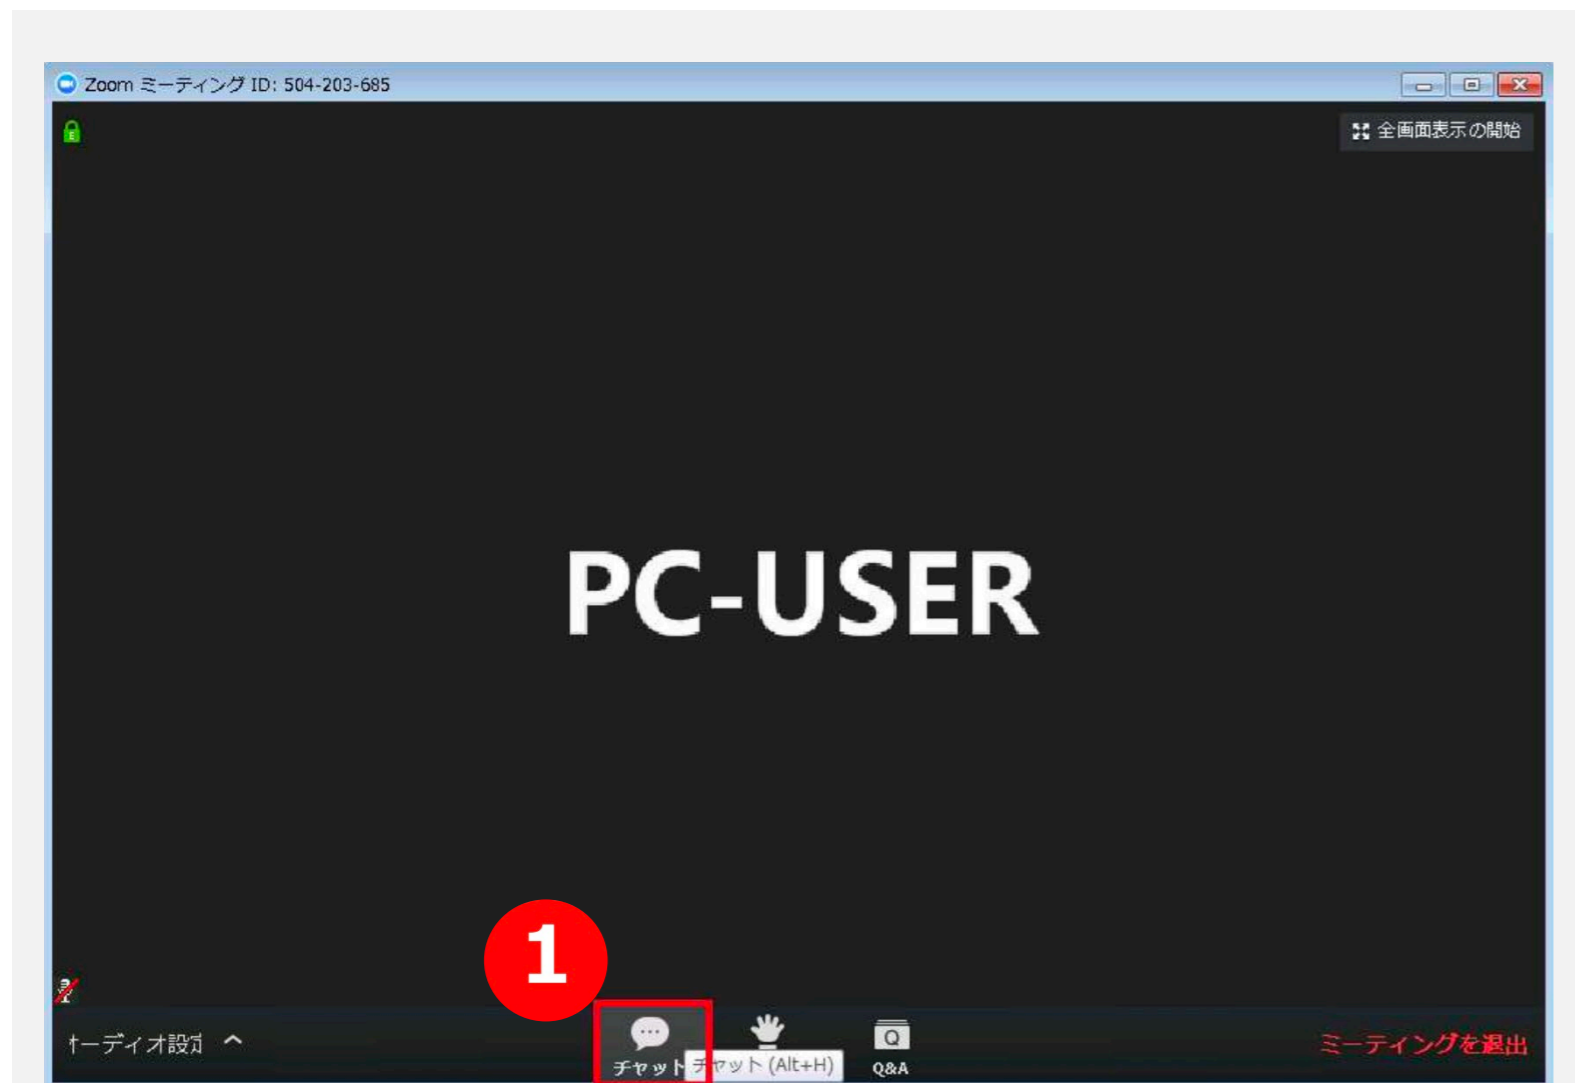 Zoom ミーティング ID: 504-203-685
全画面表示の開始
PC-USER
1
ーディオ設
チャット
チャット (Alt+H)
Q&A
ミーティングを退出